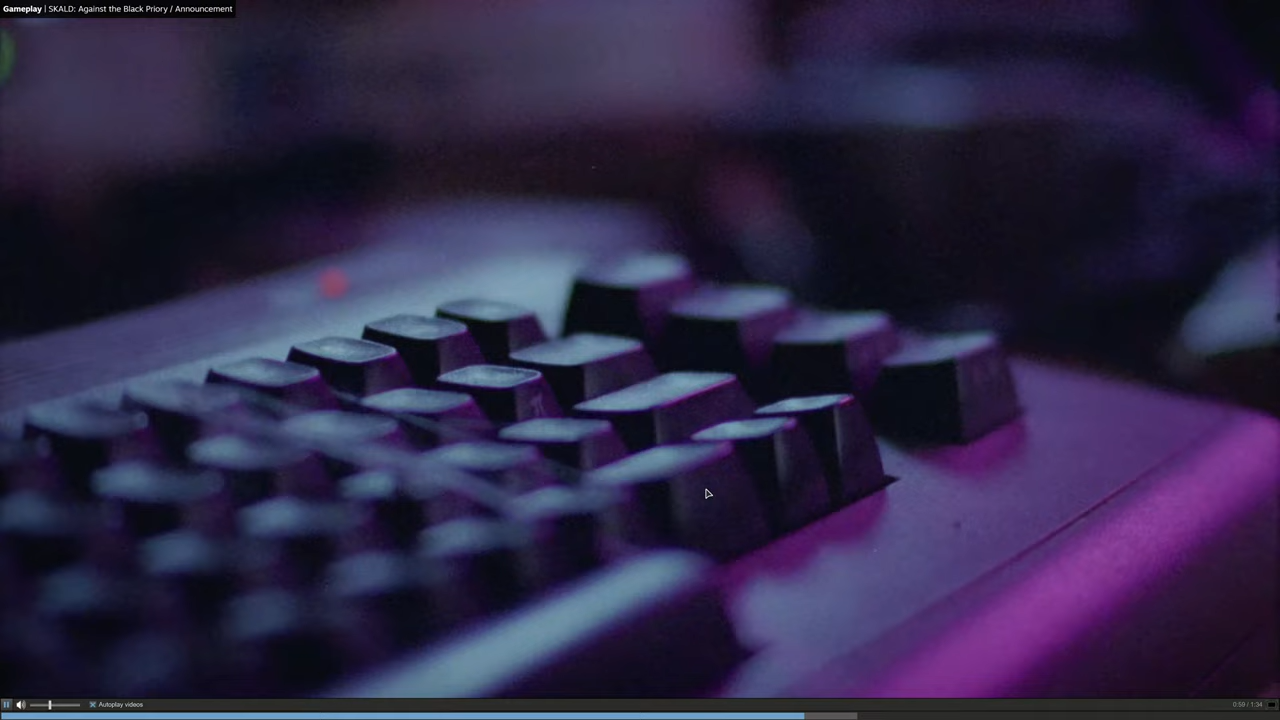 Gameplay | SKALD: Against the Black Priory / Announcement
Autoplay videos
0:59 / 1:34